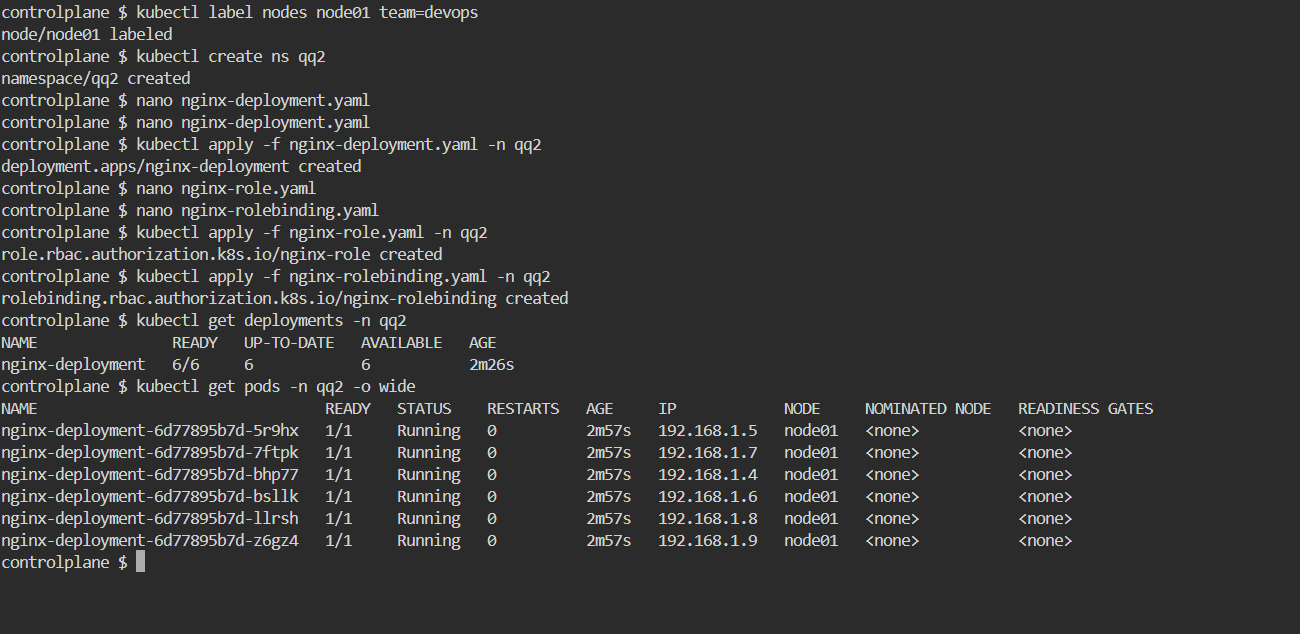 controlplane $ kubectl label nodes node01 team=devops
node/node01 labeled
controlplane $ kubectl create ns qq2
namespace/qq2 created
controlplane $ nano nginx-deployment.yaml
controlplane $ nano nginx-deployment.yaml
controlplane $ kubectl apply -f nginx-deployment.yaml -n qq2
deployment.apps/nginx-deployment created
controlplane $ nano nginx-role.yaml
controlplane $ nano nginx-rolebinding.yaml
controlplane $ kubectl apply -f nginx-role.yaml -n qq2
role.rbac.authorization.k8s.io/nginx-role created
controlplane $ kubectl apply -f nginx-rolebinding.yaml -n qq2
rolebinding.rbac.authorization.k8s.io/nginx-rolebinding created
controlplane $ kubectl get deployments -n qq2
NAME               READY   UP-TO-DATE   AVAILABLE   AGE
nginx-deployment   6/6     6            6           2m26s
controlplane $ kubectl get pods -n qq2 -o wide
NAME                                READY   STATUS    RESTARTS   AGE     IP            NODE     NOMINATED NODE   READINESS GATES
nginx-deployment-6d77895b7d-5r9hx   1/1     Running   0          2m57s   192.168.1.5   node01   <none>           <none>
nginx-deployment-6d77895b7d-7ftpk   1/1     Running   0          2m57s   192.168.1.7   node01   <none>           <none>
nginx-deployment-6d77895b7d-bhp77   1/1     Running   0          2m57s   192.168.1.4   node01   <none>           <none>
nginx-deployment-6d77895b7d-bsllk   1/1     Running   0          2m57s   192.168.1.6   node01   <none>           <none>
nginx-deployment-6d77895b7d-llrsh   1/1     Running   0          2m57s   192.168.1.8   node01   <none>           <none>
nginx-deployment-6d77895b7d-z6gz4   1/1     Running   0          2m57s   192.168.1.9   node01   <none>           <none>
controlplane $